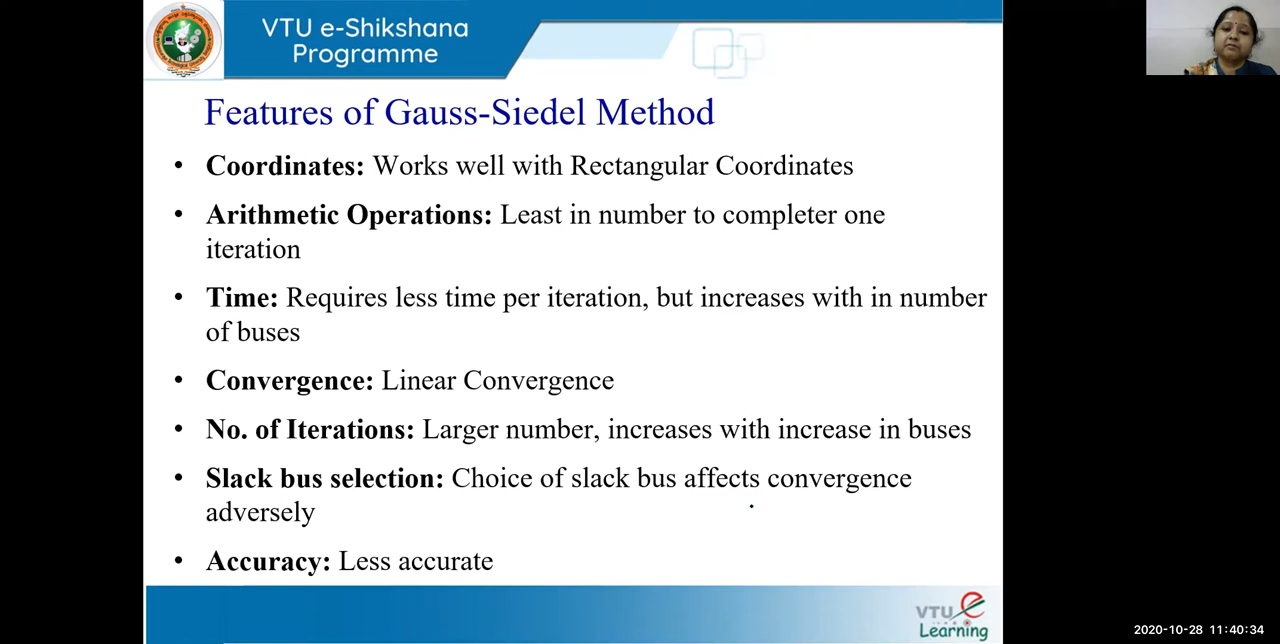 VTU e-Shikshana
Programme
Features of Gauss-Siedel Method
• Coordinates: Works well with Rectangular Coordinates
• Arithmetic Operations: Least in number to completer one
iteration
• Time: Requires less time per iteration, but increases with in number
of buses
• Convergence: Linear Convergence
• No. of Iterations: Larger number, increases with increase in buses
• Slack bus selection: Choice of slack bus affects convergence
adversely
• Accuracy: Less accurate
VTU e
Learning
2020-10-28 11:40:34